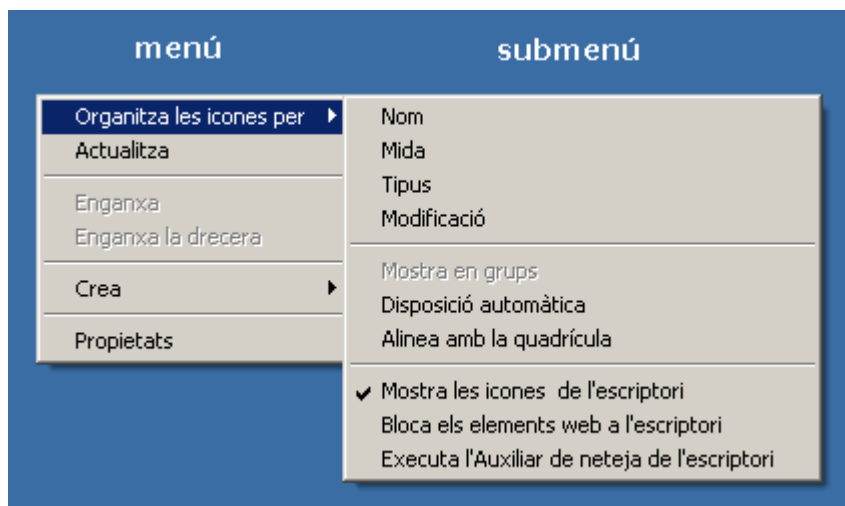 menú
submenú
Organitza les icones per
Actualitza
Enganxa
Enganxa la drecera
Crea
Propietats
Nom
Mida
Tipus
Modificació
Mostra en grups
Disposició automàtica
Alinea amb la quadrícula
Mostra les icones  de l'escriptori
Bloca els elements web a l'escriptori
Executa l'Auxiliar de neteja de l'escriptori